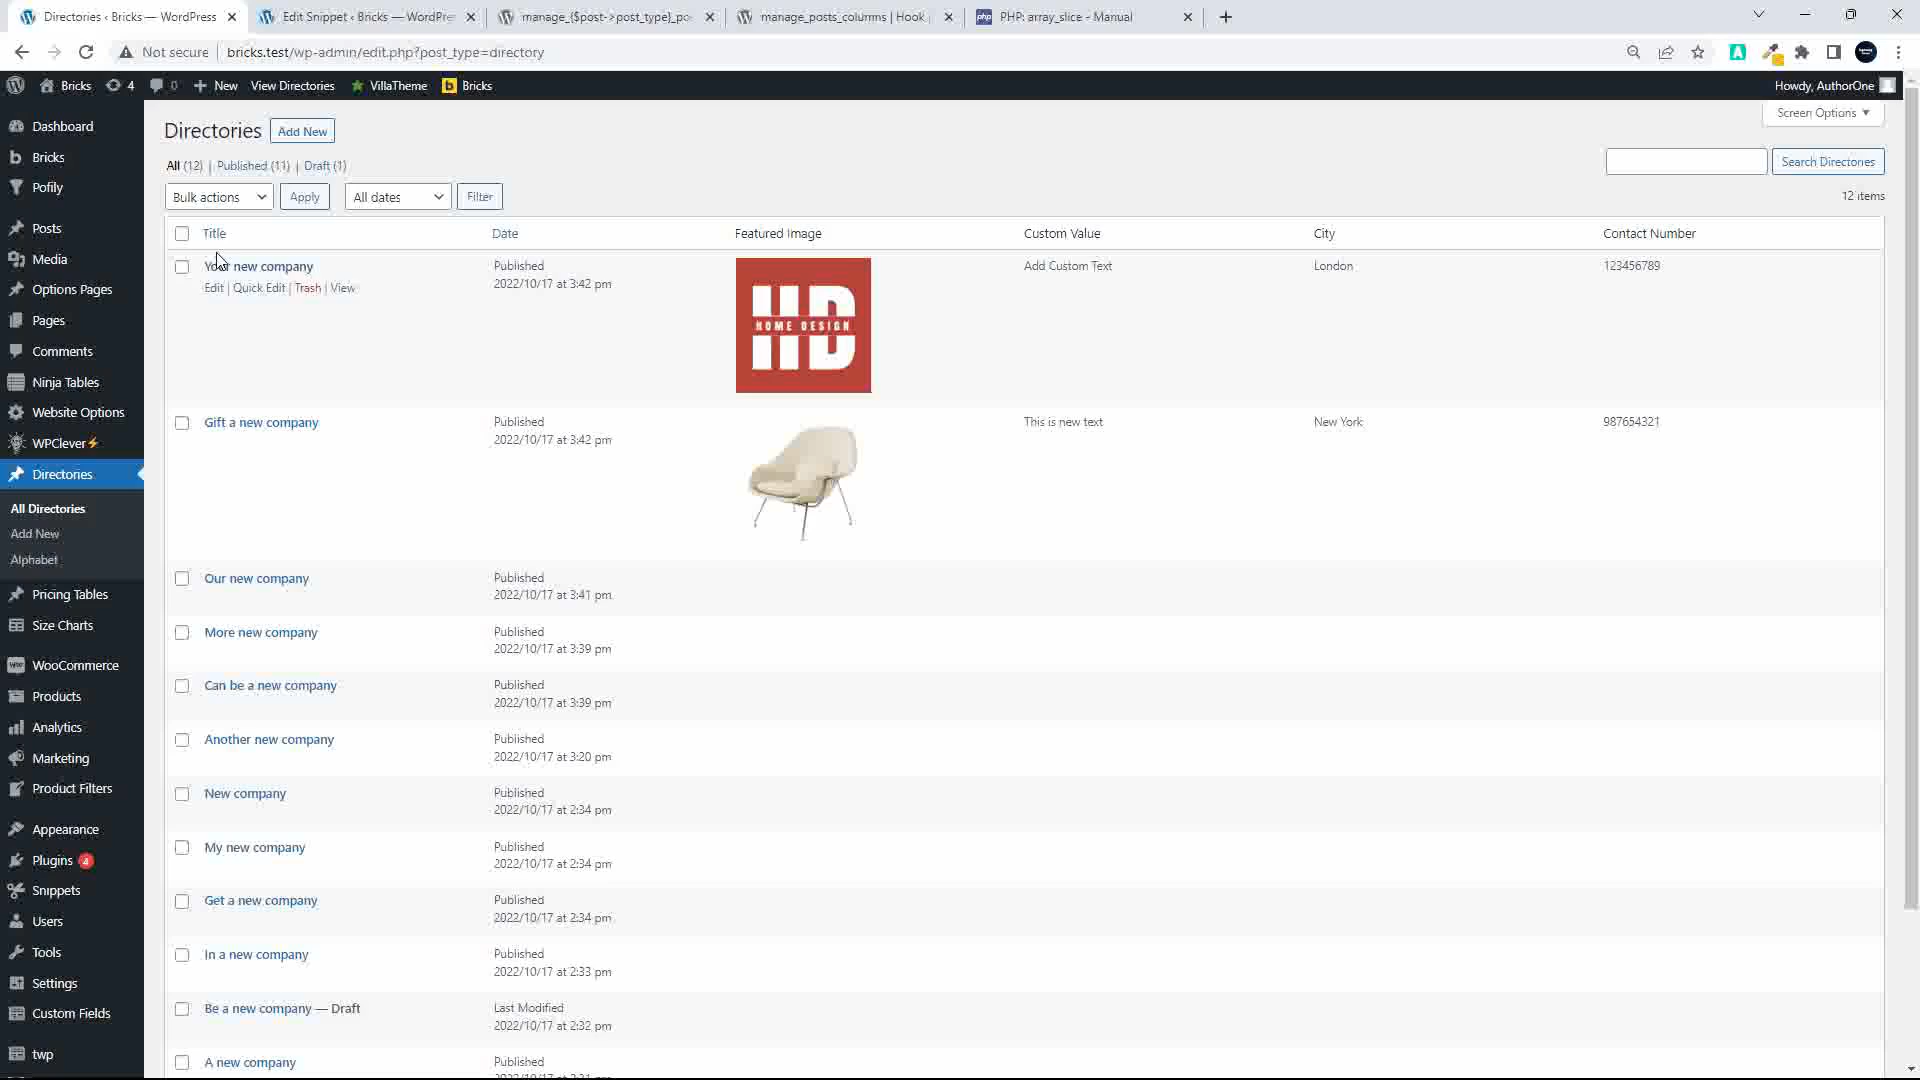 Directories ‹ Bricks — WordPress
Edit Snippet ‹ Bricks — WordPre
manage_{$post->post_type}_po
manage_posts_columns | Hook
php PHP: array_slice - Manual
Not secure bricks.test/wp-admin/edit.php?post_type=directory
Bricks 4 0 New View Directories VillaTheme b Bricks Howdy, AuthorOne
Dashboard
Bricks
Pofily
Posts
Media
Options Pages
Pages
Comments
Ninja Tables
Website Options
WPClever⚡
Directories
All Directories
Add New
Alphabet
Pricing Tables
Size Charts
WooCommerce
Products
Analytics
Marketing
Product Filters
Appearance
Plugins 4
Snippets
Users
Tools
Settings
Custom Fields
twp
Directories Add New Screen Options
All (12) | Published (11) | Draft (1) Search Directories
Bulk actions Apply All dates Filter 12 items
Title Date Featured Image Custom Value City Contact Number
Your new company Published Add Custom Text London 123456789
Edit | Quick Edit | Trash | View 2022/10/17 at 3:42 pm
HD
HOME DESIGN
Gift a new company Published This is new text New York 987654321
2022/10/17 at 3:42 pm
Our new company Published
2022/10/17 at 3:41 pm
More new company Published
2022/10/17 at 3:39 pm
Can be a new company Published
2022/10/17 at 3:39 pm
Another new company Published
2022/10/17 at 3:20 pm
New company Published
2022/10/17 at 2:34 pm
My new company Published
2022/10/17 at 2:34 pm
Get a new company Published
2022/10/17 at 2:34 pm
In a new company Published
2022/10/17 at 2:33 pm
Be a new company — Draft Last Modified
2022/10/17 at 2:32 pm
A new company Published